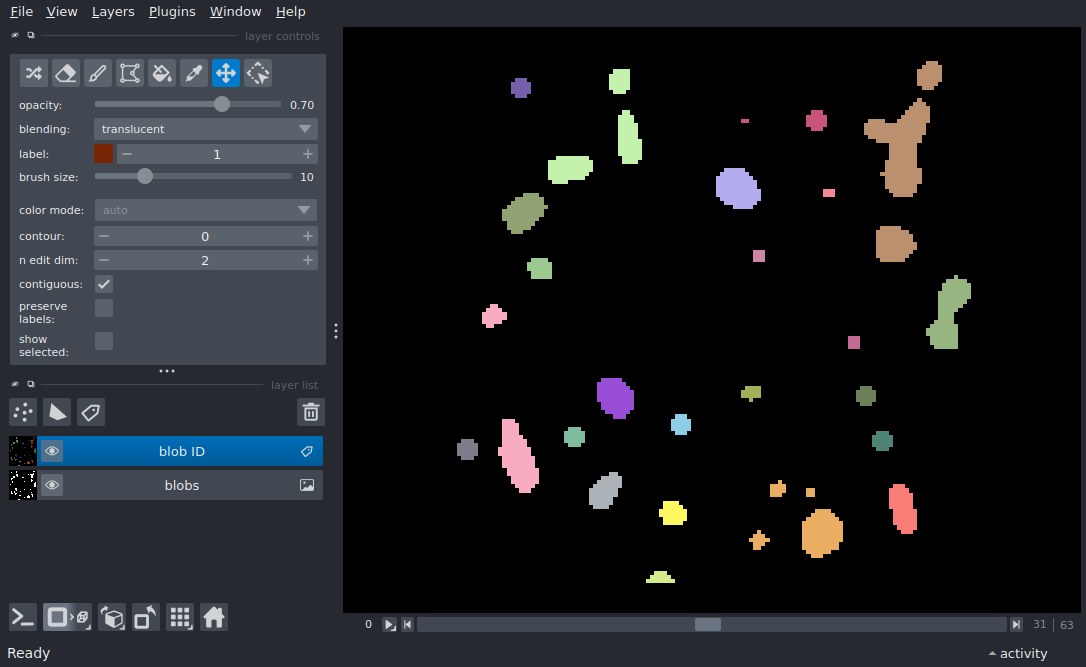 File View Layers Plugins Window Help
layer controls
opacity: 0.70
blending: translucent
label: 1
brush size: 10
color mode: auto
contour: 0
n edit dim: 2
contiguous:
preserve
labels:
show
selected:
layer list
blob ID
blobs
0 31 | 63
Ready activity